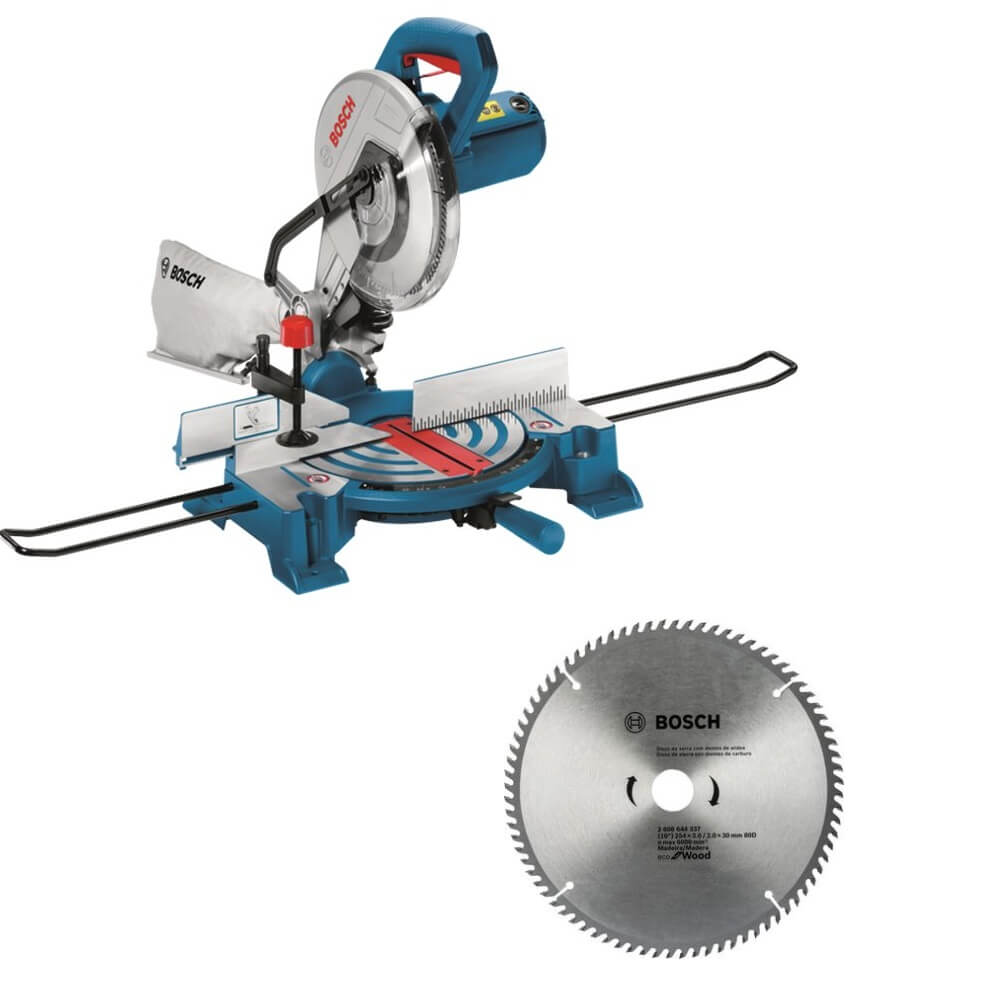 BOSCH
BOSCH
BOSCH
Disco de serra com dentes de widea
Disco de sierra con dientes de carburo
2 608 644 337
(10") 254 × 3.0 / 2.0 × 30 mm 80D
n max 6000 min⁻¹
Madeira/Madera
eco for Wood